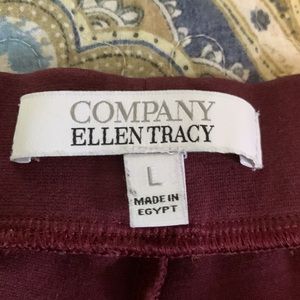 COMPANY
ELLEN TRACY
L
MADE IN
EGYPT